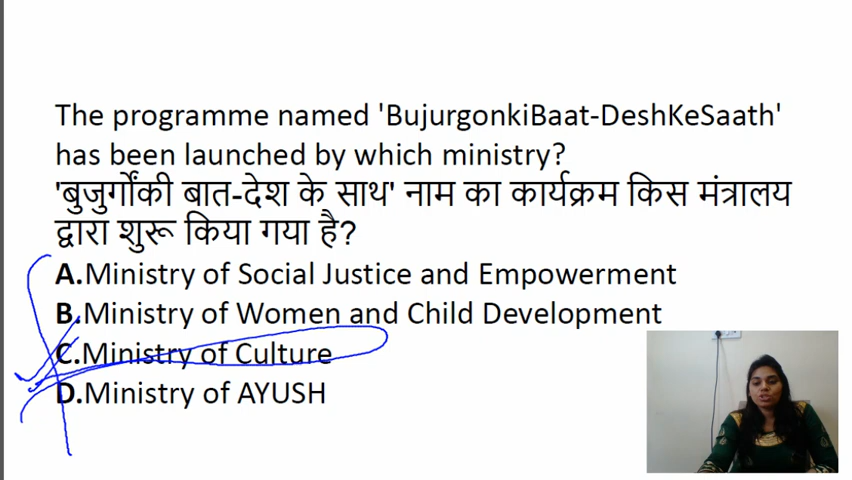 The programme named 'BujurgonkiBaat-DeshKeSaath'
has been launched by which ministry?
'बुजुर्गोंकी बात-देश के साथ' नाम का कार्यक्रम किस मंत्रालय
द्वारा शुरू किया गया है?
A.Ministry of Social Justice and Empowerment
B.Ministry of Women and Child Development
C.Ministry of Culture
D.Ministry of AYUSH